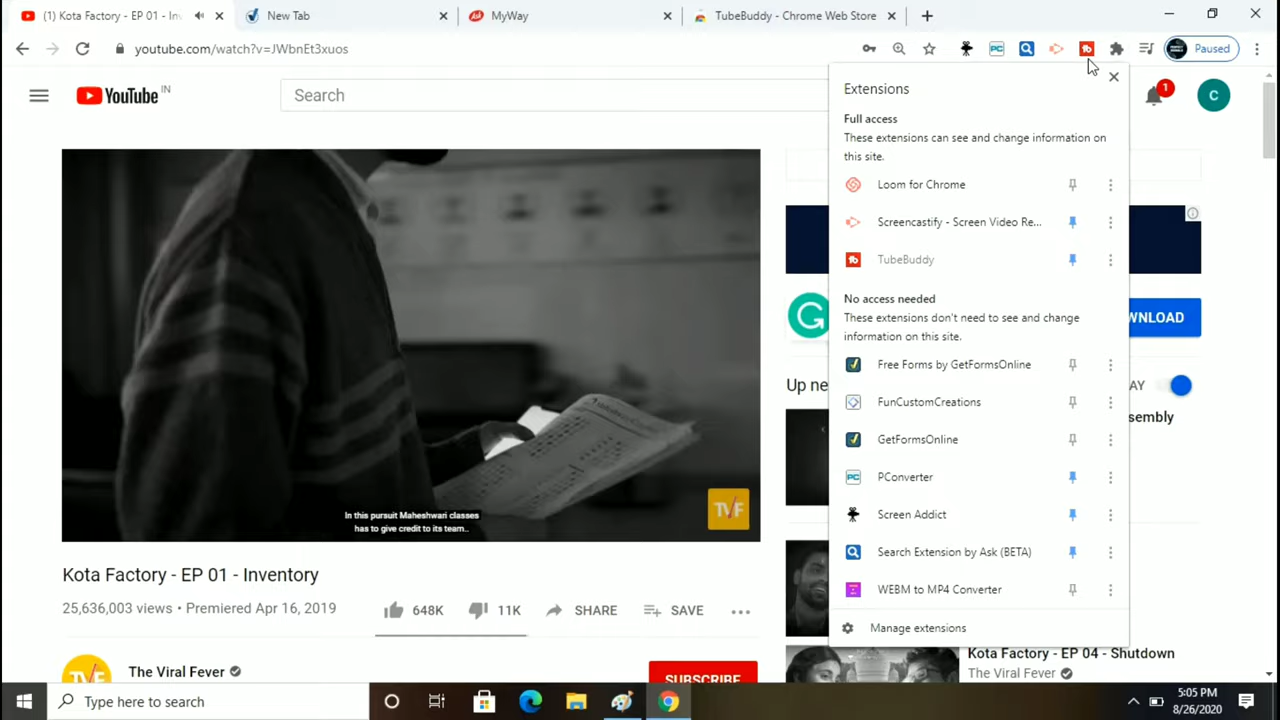 (1) Kota Factory - EP 01 - In
New Tab
MyWay
TubeBuddy - Chrome Web Store
youtube.com/watch?v=JWbnEt3xuos
Paused
YouTube IN
Search
1
C
Extensions
Full access
These extensions can see and change information on
this site.
Loom for Chrome
Screencastify - Screen Video Re...
TubeBuddy
No access needed
These extensions don't need to see and change
information on this site.
Free Forms by GetFormsOnline
FunCustomCreations
GetFormsOnline
PConverter
Screen Addict
Search Extension by Ask (BETA)
WEBM to MP4 Converter
Manage extensions
WNLOAD
Up ne
AY
sembly
In this pursuit Maheshwari classes
has to give credit to its team..
TVF
Kota Factory - EP 01 - Inventory
25,636,003 views • Premiered Apr 16, 2019
648K
11K
SHARE
SAVE
The Viral Fever
SUBSCRIBE
Kota Factory - EP 04 - Shutdown
The Viral Fever
Type here to search
5:05 PM
8/26/2020